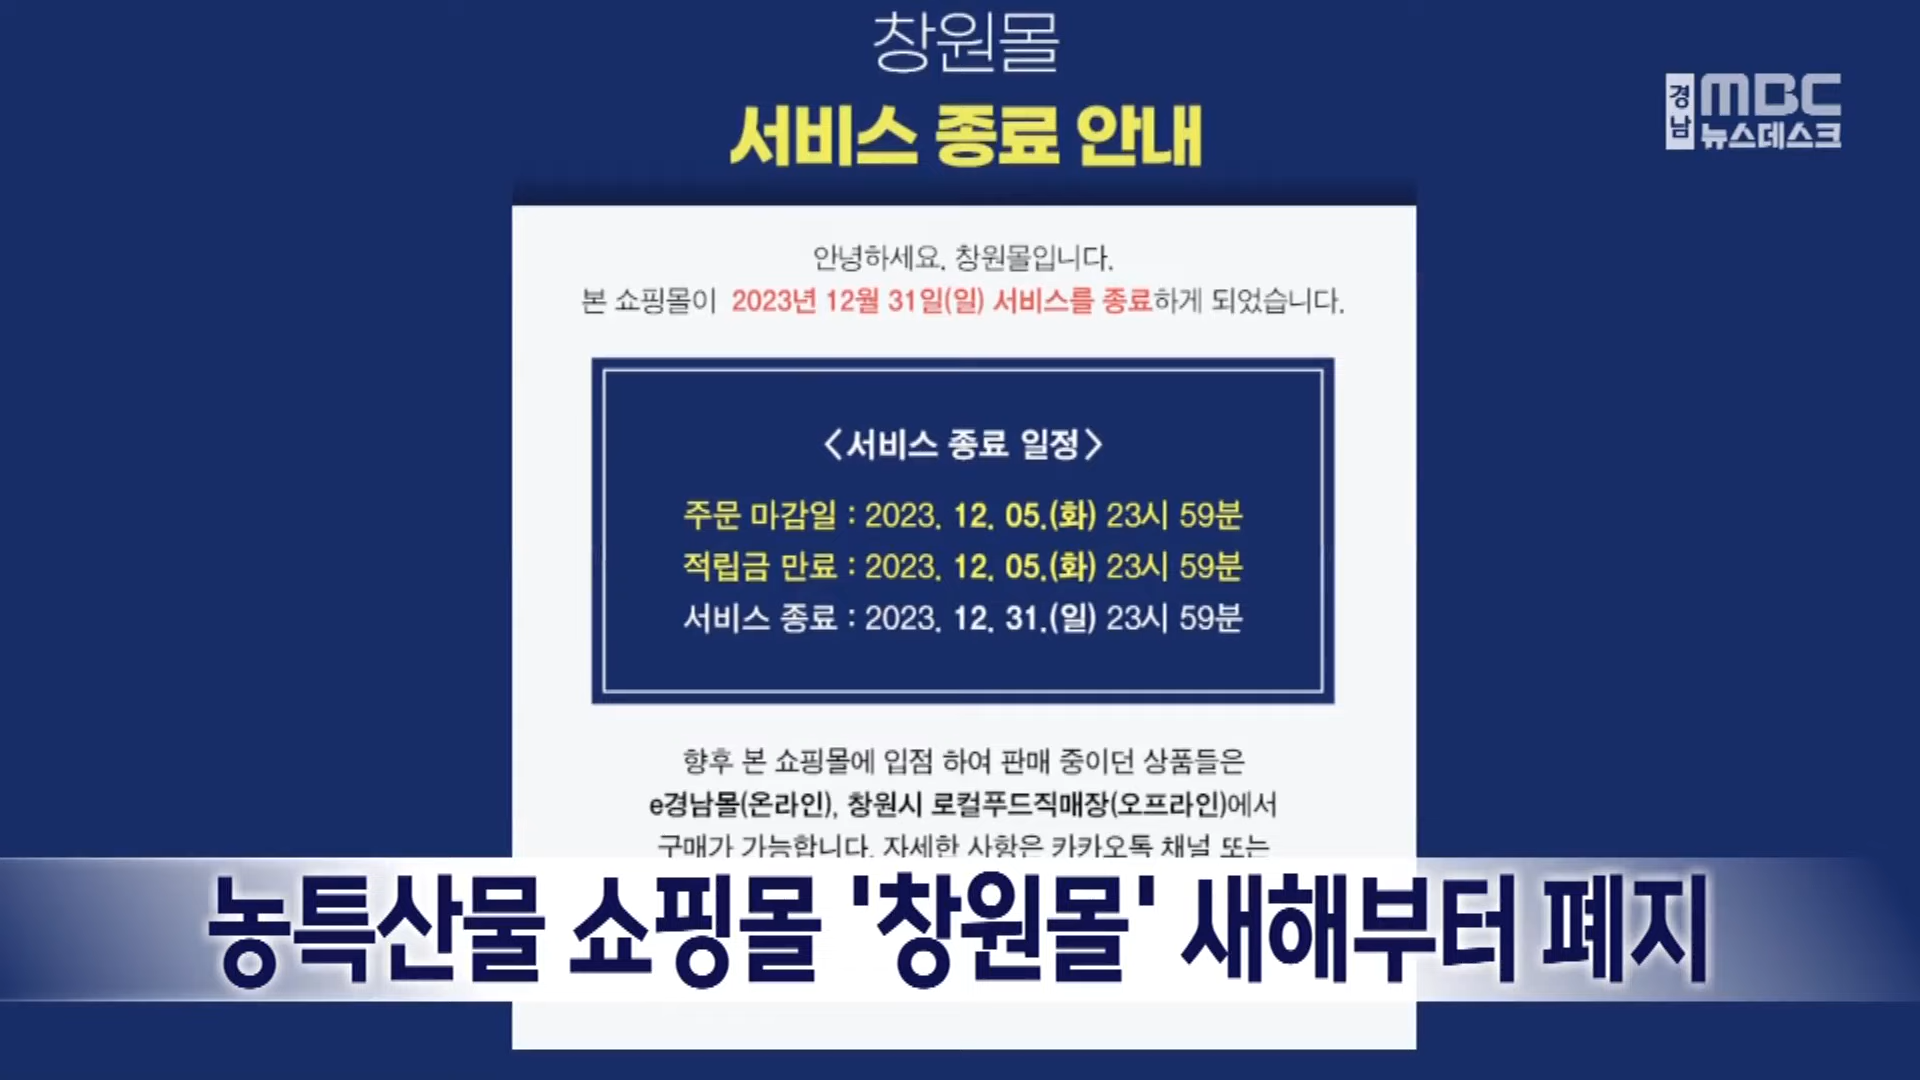 창원몰
서비스 종료 안내
경남 MBC
뉴스데스크
안녕하세요. 창원몰입니다.
본 쇼핑몰이 2023년 12월 31일(일) 서비스를 종료하게 되었습니다.
<서비스 종료 일정>
주문 마감일 : 2023. 12. 05.(화) 23시 59분
적립금 만료 : 2023. 12. 05.(화) 23시 59분
서비스 종료 : 2023. 12. 31.(일) 23시 59분
향후 본 쇼핑몰에 입점 하여 판매 중이던 상품들은
e경남몰(온라인), 창원시 로컬푸드직매장(오프라인)에서
구매가 가능합니다. 자세한 사항은 카카오톡 채널 또는
농특산물 쇼핑몰 '창원몰' 새해부터 폐지